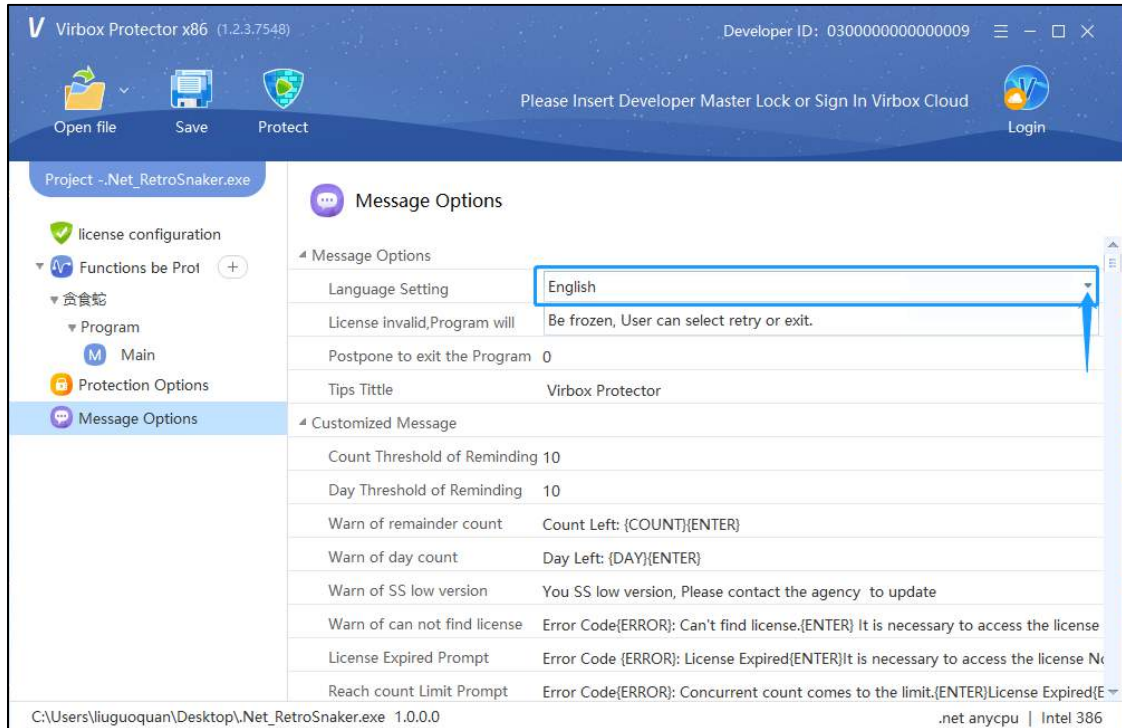 V Virbox Protector x86 (1.2.3.7548)
Developer ID: 0300000000000009
Open file
Save
Protect
Please Insert Developer Master Lock or Sign In Virbox Cloud
Login
Project -.Net_RetroSnaker.exe
license configuration
Functions be Prot
贪食蛇
Program
M Main
Protection Options
Message Options
Message Options
Message Options
Language Setting English
License invalid,Program will Be frozen, User can select retry or exit.
Postpone to exit the Program 0
Tips Tittle Virbox Protector
Customized Message
Count Threshold of Reminding 10
Day Threshold of Reminding 10
Warn of remainder count Count Left: {COUNT}{ENTER}
Warn of day count Day Left: {DAY}{ENTER}
Warn of SS low version You SS low version, Please contact the agency to update
Warn of can not find license Error Code{ERROR}: Can't find license.{ENTER} It is necessary to access the license
License Expired Prompt Error Code {ERROR}: License Expired{ENTER}It is necessary to access the license No
Reach count Limit Prompt Error Code{ERROR}: Concurrent count comes to the limit.{ENTER}License Expired{E
C:\Users\liuguoquan\Desktop\.Net_RetroSnaker.exe 1.0.0.0
.net anycpu | Intel 386